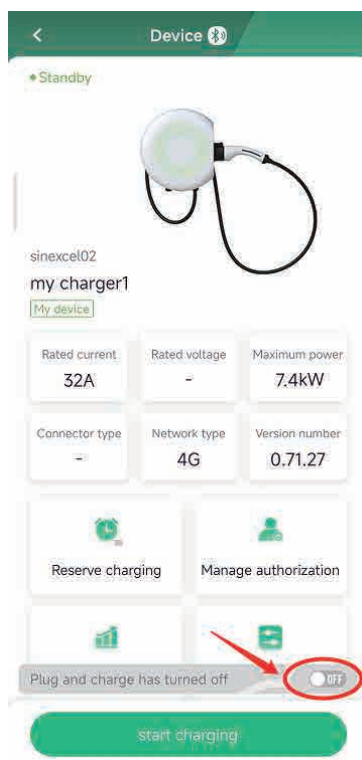 Device
Standby
sinexcel02
my charger1
My device
Rated current Rated voltage Maximum power
32A - 7.4kW
Connector type Network type Version number
- 4G 0.71.27
Reserve charging Manage authorization
Plug and charge has turned off OFF
start charging